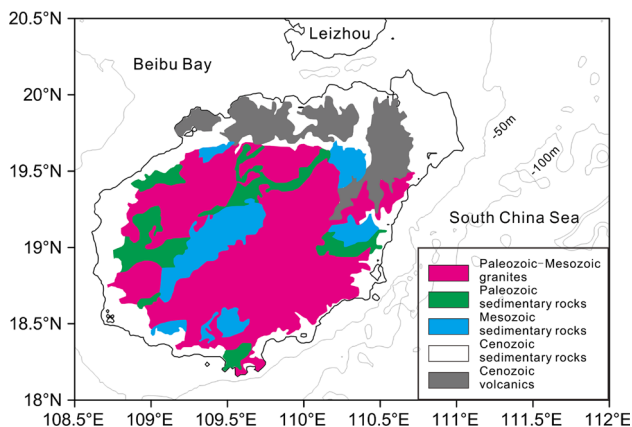 20.5°N
Leizhou
Beibu Bay
20°N
-50m
19.5°N
-100m
South China Sea
19°N
Paleozoic-Mesozoic
granites
Paleozoic
sedimentary rocks
Mesozoic
sedimentary rocks
18.5°N
Cenozoic
sedimentary rocks
Cenozoic
volcanics
18°N
108.5°E 109°E 109.5°E 110°E 110.5°E 111°E 111.5°E 112°E